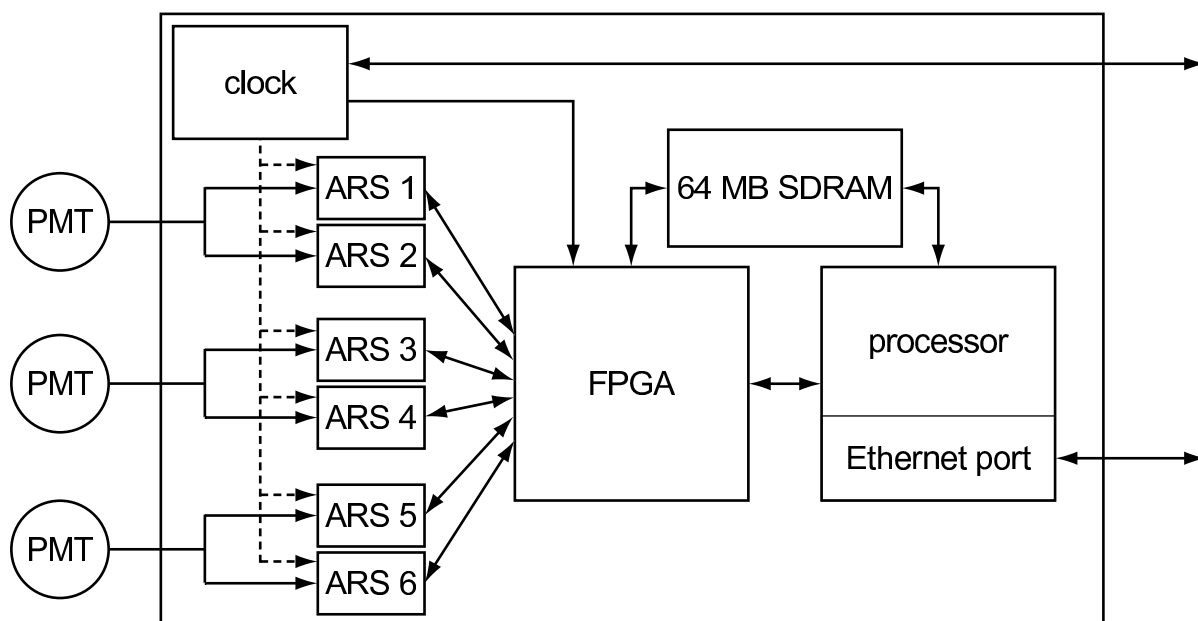 clock
PMT
ARS 1
ARS 2
64 MB SDRAM
PMT
ARS 3
ARS 4
FPGA
processor
Ethernet port
PMT
ARS 5
ARS 6